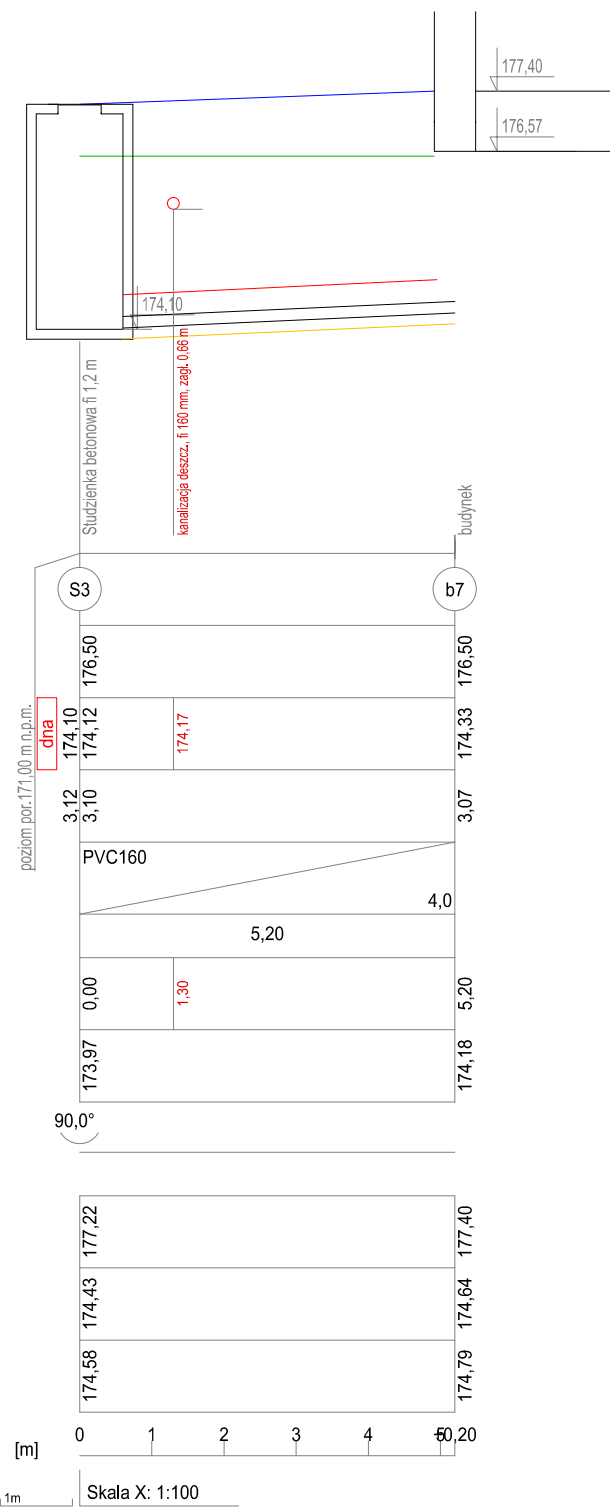 177,40
176,57
174,10
Studzienka betonowa fi 1,2 m
kanalizacja deszcz., fi 160 mm, zagł. 0,66 m
budynek
S3
b7
poziom por.171,00 m n.p.m.
176,50
176,50
dna
174,10
174,12
174,17
174,33
3,12
3,10
3,07
PVC160
4,0
5,20
0,00
1,30
5,20
173,97
174,18
90,0°
177,22
177,40
174,43
174,64
174,58
174,79
[m]
0 1 2 3 4
1m
Skala X: 1:100